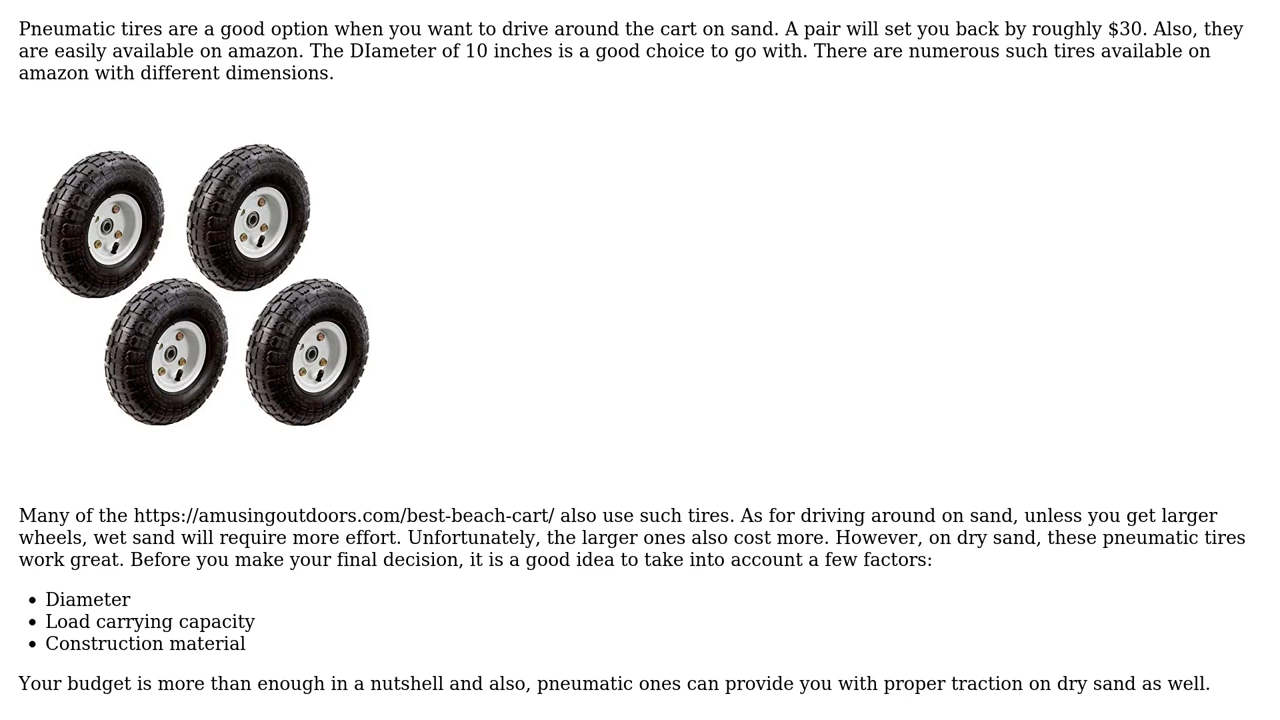 Pneumatic tires are a good option when you want to drive around the cart on sand. A pair will set you back by roughly $30. Also, they
are easily available on amazon. The DIameter of 10 inches is a good choice to go with. There are numerous such tires available on
amazon with different dimensions.
Many of the https://amusingoutdoors.com/best-beach-cart/ also use such tires. As for driving around on sand, unless you get larger
wheels, wet sand will require more effort. Unfortunately, the larger ones also cost more. However, on dry sand, these pneumatic tires
work great. Before you make your final decision, it is a good idea to take into account a few factors:
• Diameter
• Load carrying capacity
• Construction material
Your budget is more than enough in a nutshell and also, pneumatic ones can provide you with proper traction on dry sand as well.